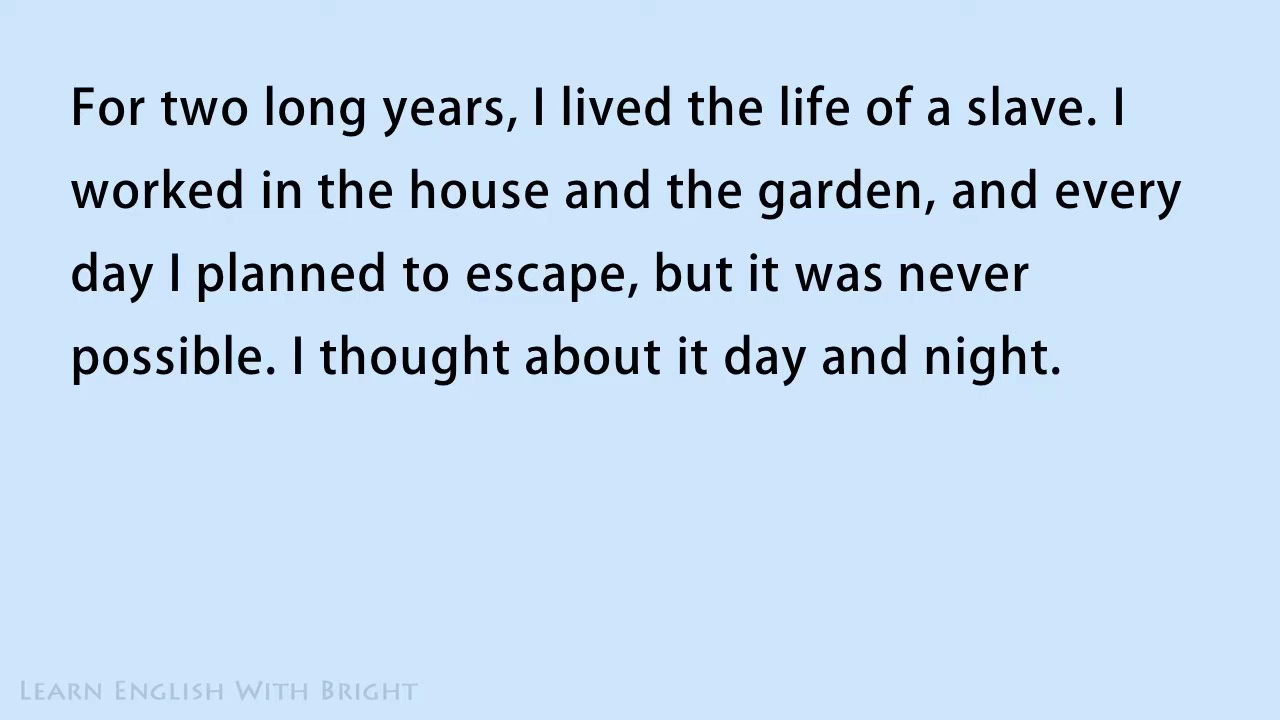 For two long years, I lived the life of a slave. I
worked in the house and the garden, and every
day I planned to escape, but it was never
possible. I thought about it day and night.
LEARN ENGLISH WITH BRIGHT